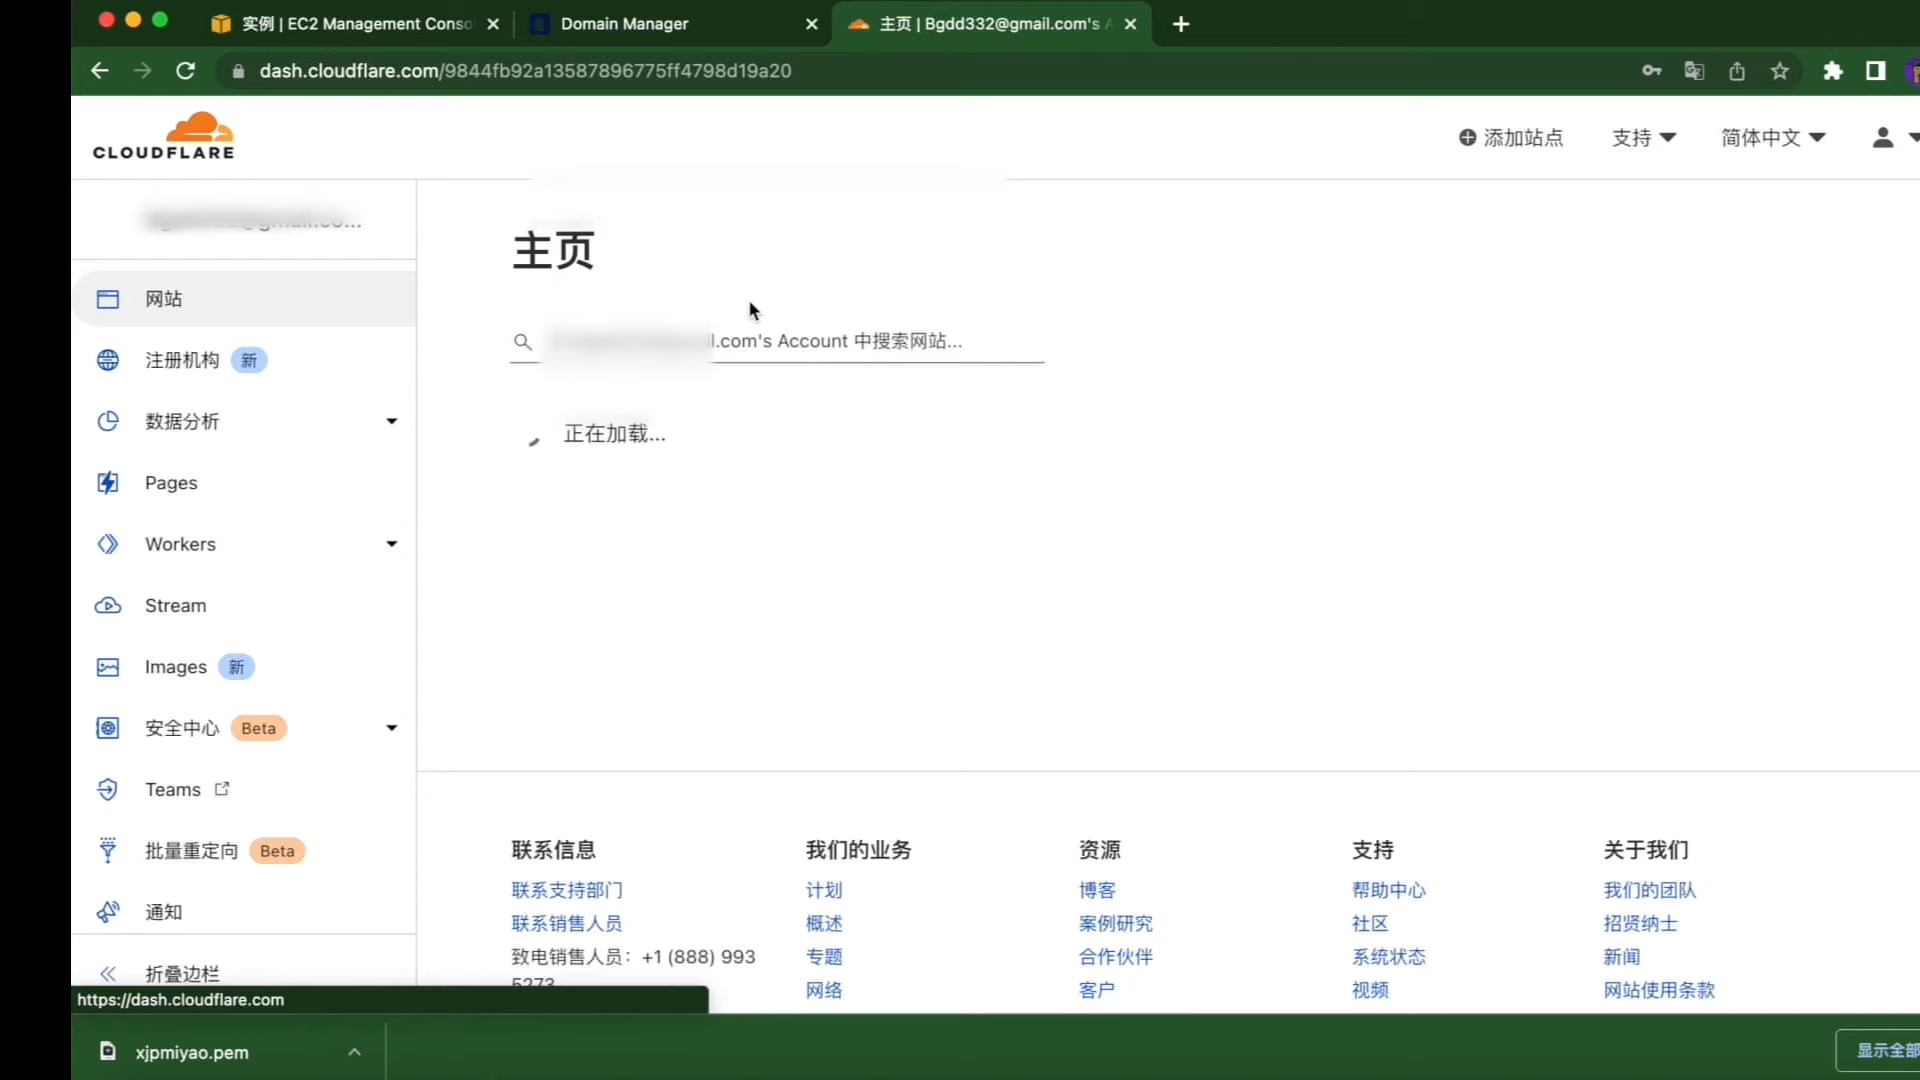 实例 | EC2 Management Conso
Domain Manager
主页 | Bgdd332@gmail.com's A
dash.cloudflare.com/9844fb92a13587896775ff4798d19a20
CLOUDFLARE
添加站点
支持
简体中文
主页
网站
注册机构 新
数据分析
Pages
Workers
Stream
Images 新
安全中心 Beta
Teams
批量重定向 Beta
通知
折叠边栏
l.com's Account 中搜索网站...
正在加载...
联系信息
联系支持部门
联系销售人员
致电销售人员：+1 (888) 993
5273
我们的业务
计划
概述
专题
网络
资源
博客
案例研究
合作伙伴
客户
支持
帮助中心
社区
系统状态
视频
关于我们
我们的团队
招贤纳士
新闻
网站使用条款
https://dash.cloudflare.com
xjpmiyao.pem
显示全部